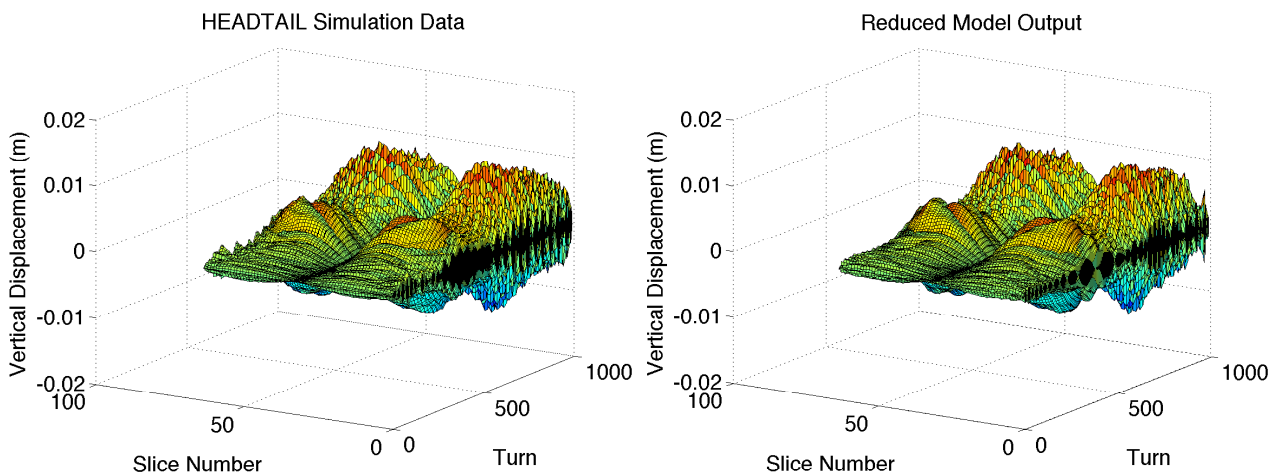 HEADTAIL Simulation Data
Vertical Displacement (m)
0.02
0.01
0
-0.01
-0.02
100
50
0
Slice Number
0
500
1000
Turn
Reduced Model Output
Vertical Displacement (m)
0.02
0.01
0
-0.01
-0.02
100
50
0
Slice Number
0
500
1000
Turn